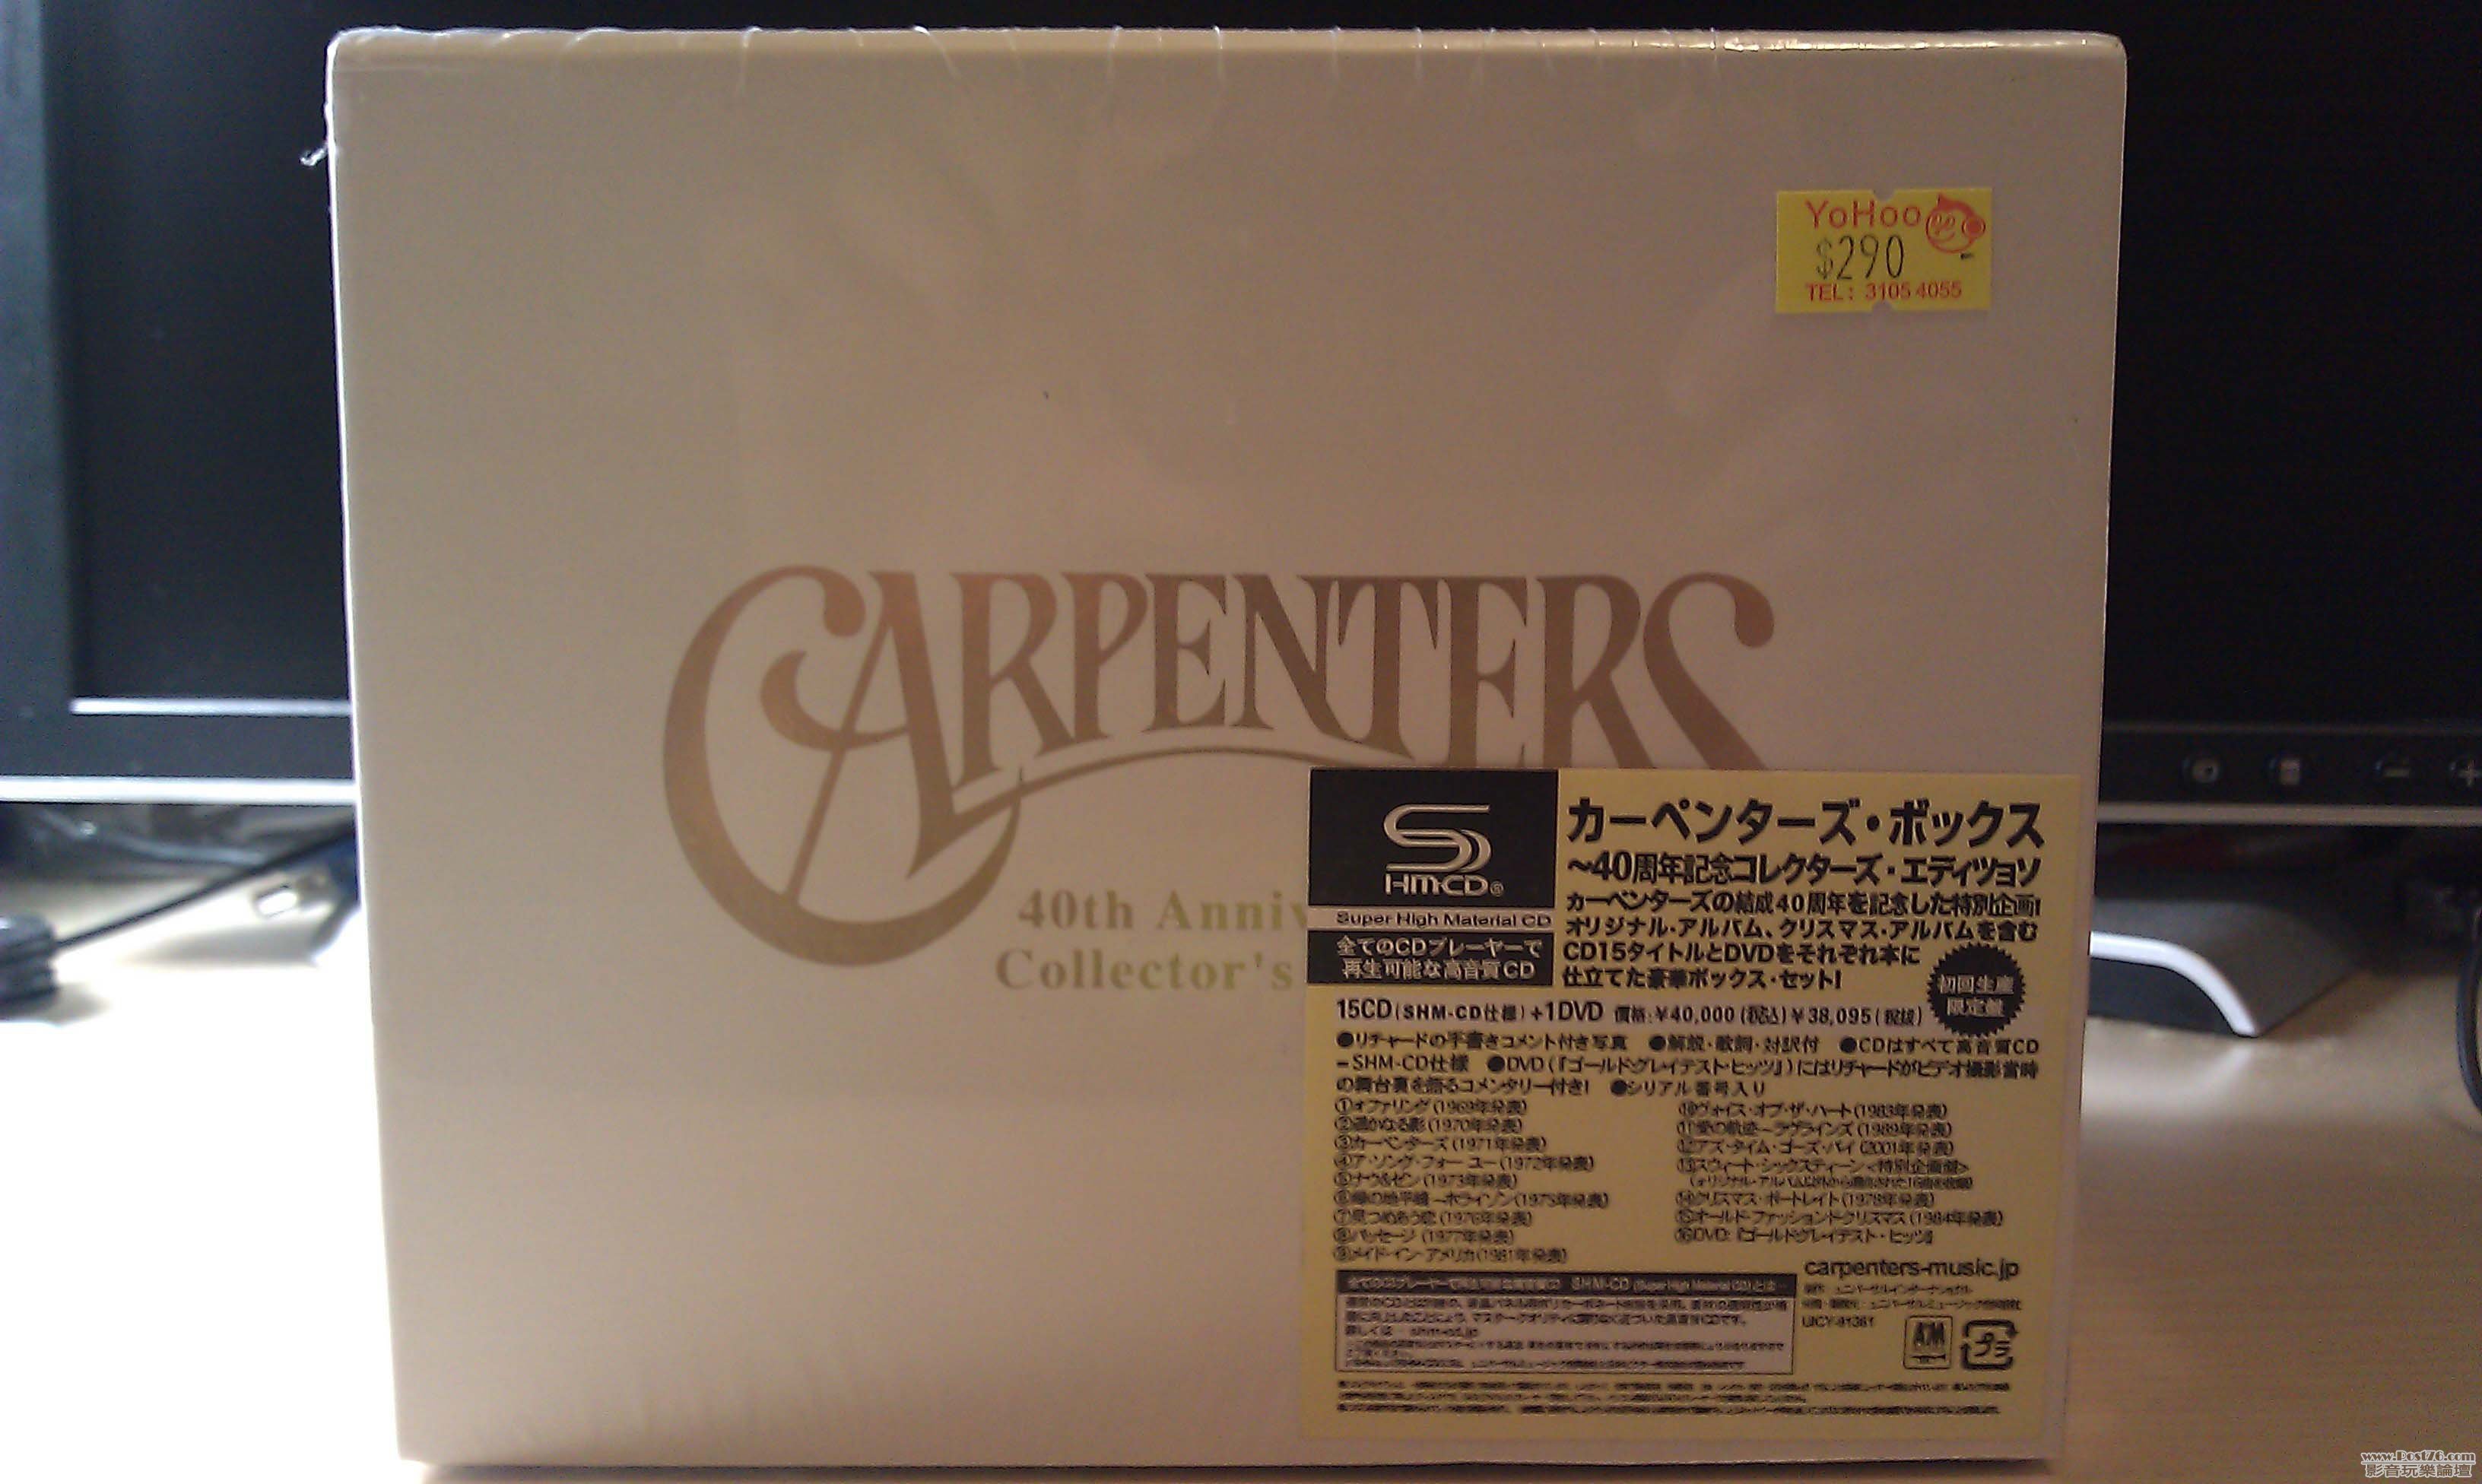 YoHoo
$290
TEL: 3105 4055
CARPENTERS
40th Anniv
Collector's
HM-CD®
Super High Material CD
全てのCDプレーヤーで
再生可能な高音質CD
カーペンターズ・ボックス
～40周年記念コレクターズ・エディツョソ
カーペンターズの結成40周年を記念した特別企画!
オリジナル・アルバム、クリスマス・アルバムを含む
CD15タイトルとDVDをそれぞれ本に
仕立てた豪華ボックス・セット!
初回生産
限定盤
15CD(SHM-CD仕様)+1DVD 価格:¥40,000(税込)¥38,095(税抜)
●リチャードの手書きコメント付き写真 ●解説・歌詞・対訳付 ●CDはすべて高音質CD
=SHM-CD仕様 ●DVD(『ゴールド・グレイテスト・ヒッツ』)にはリチャードがビデオ撮影当時
の舞台裏を語るコメンタリー付き! ●シリアル番号入り
①オファリング(1969年発表)
②遥かなる影(1970年発表)
③カーペンターズ(1971年発表)
④ア・ソング・フォー・ユー(1972年発表)
⑤ナウ&ゼン(1973年発表)
⑥緑の地平線～ホライゾン(1975年発表)
⑦見つめあう恋(1976年発表)
⑧パッセージ(1977年発表)
⑨メイド・イン・アメリカ(1981年発表)
⑩ヴォイス・オブ・ザ・ハート(1983年発表)
⑪愛の軌跡～ラヴラインズ(1989年発表)
⑫アズ・タイム・ゴーズ・バイ(2001年発表)
⑬スウィート・シックスティーン<特別企画盤>
⑭クリスマス・ポートレイト(1978年発表)
⑮オールド・ファッションド・クリスマス(1984年発表)
⑯DVD:『ゴールド・グレイテスト・ヒッツ』
carpenters-music.jp
UICY-91361
A&M
プラ
SHM-CD (Super High Material CD)とは
shm-cd.jp
www.Post76.com
影音玩樂論壇